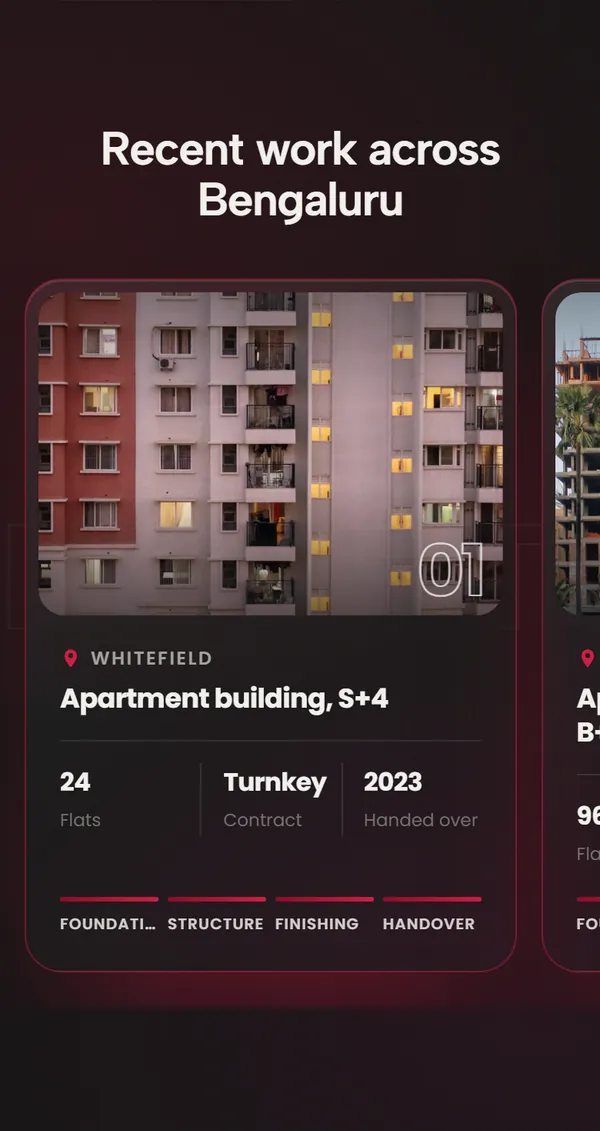 Recent work across
Bengaluru
01
WHITEFIELD
Apartment building, S+4
24
Flats
Turnkey
Contract
2023
Handed over
FOUNDATI...
STRUCTURE
FINISHING
HANDOVER
96